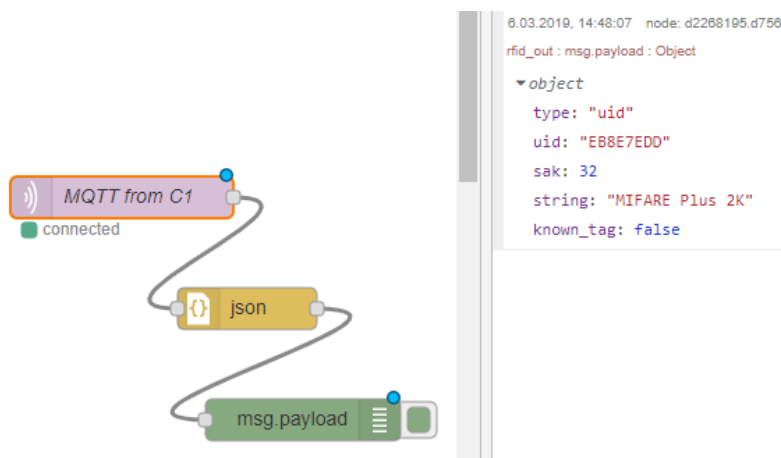 MQTT from C1
connected
json
msg.payload
6.03.2019, 14:48:07 node: d2268195.d756
rfid_out : msg.payload : Object
object
type: "uid"
uid: "EB8E7EDD"
sak: 32
string: "MIFARE Plus 2K"
known_tag: false